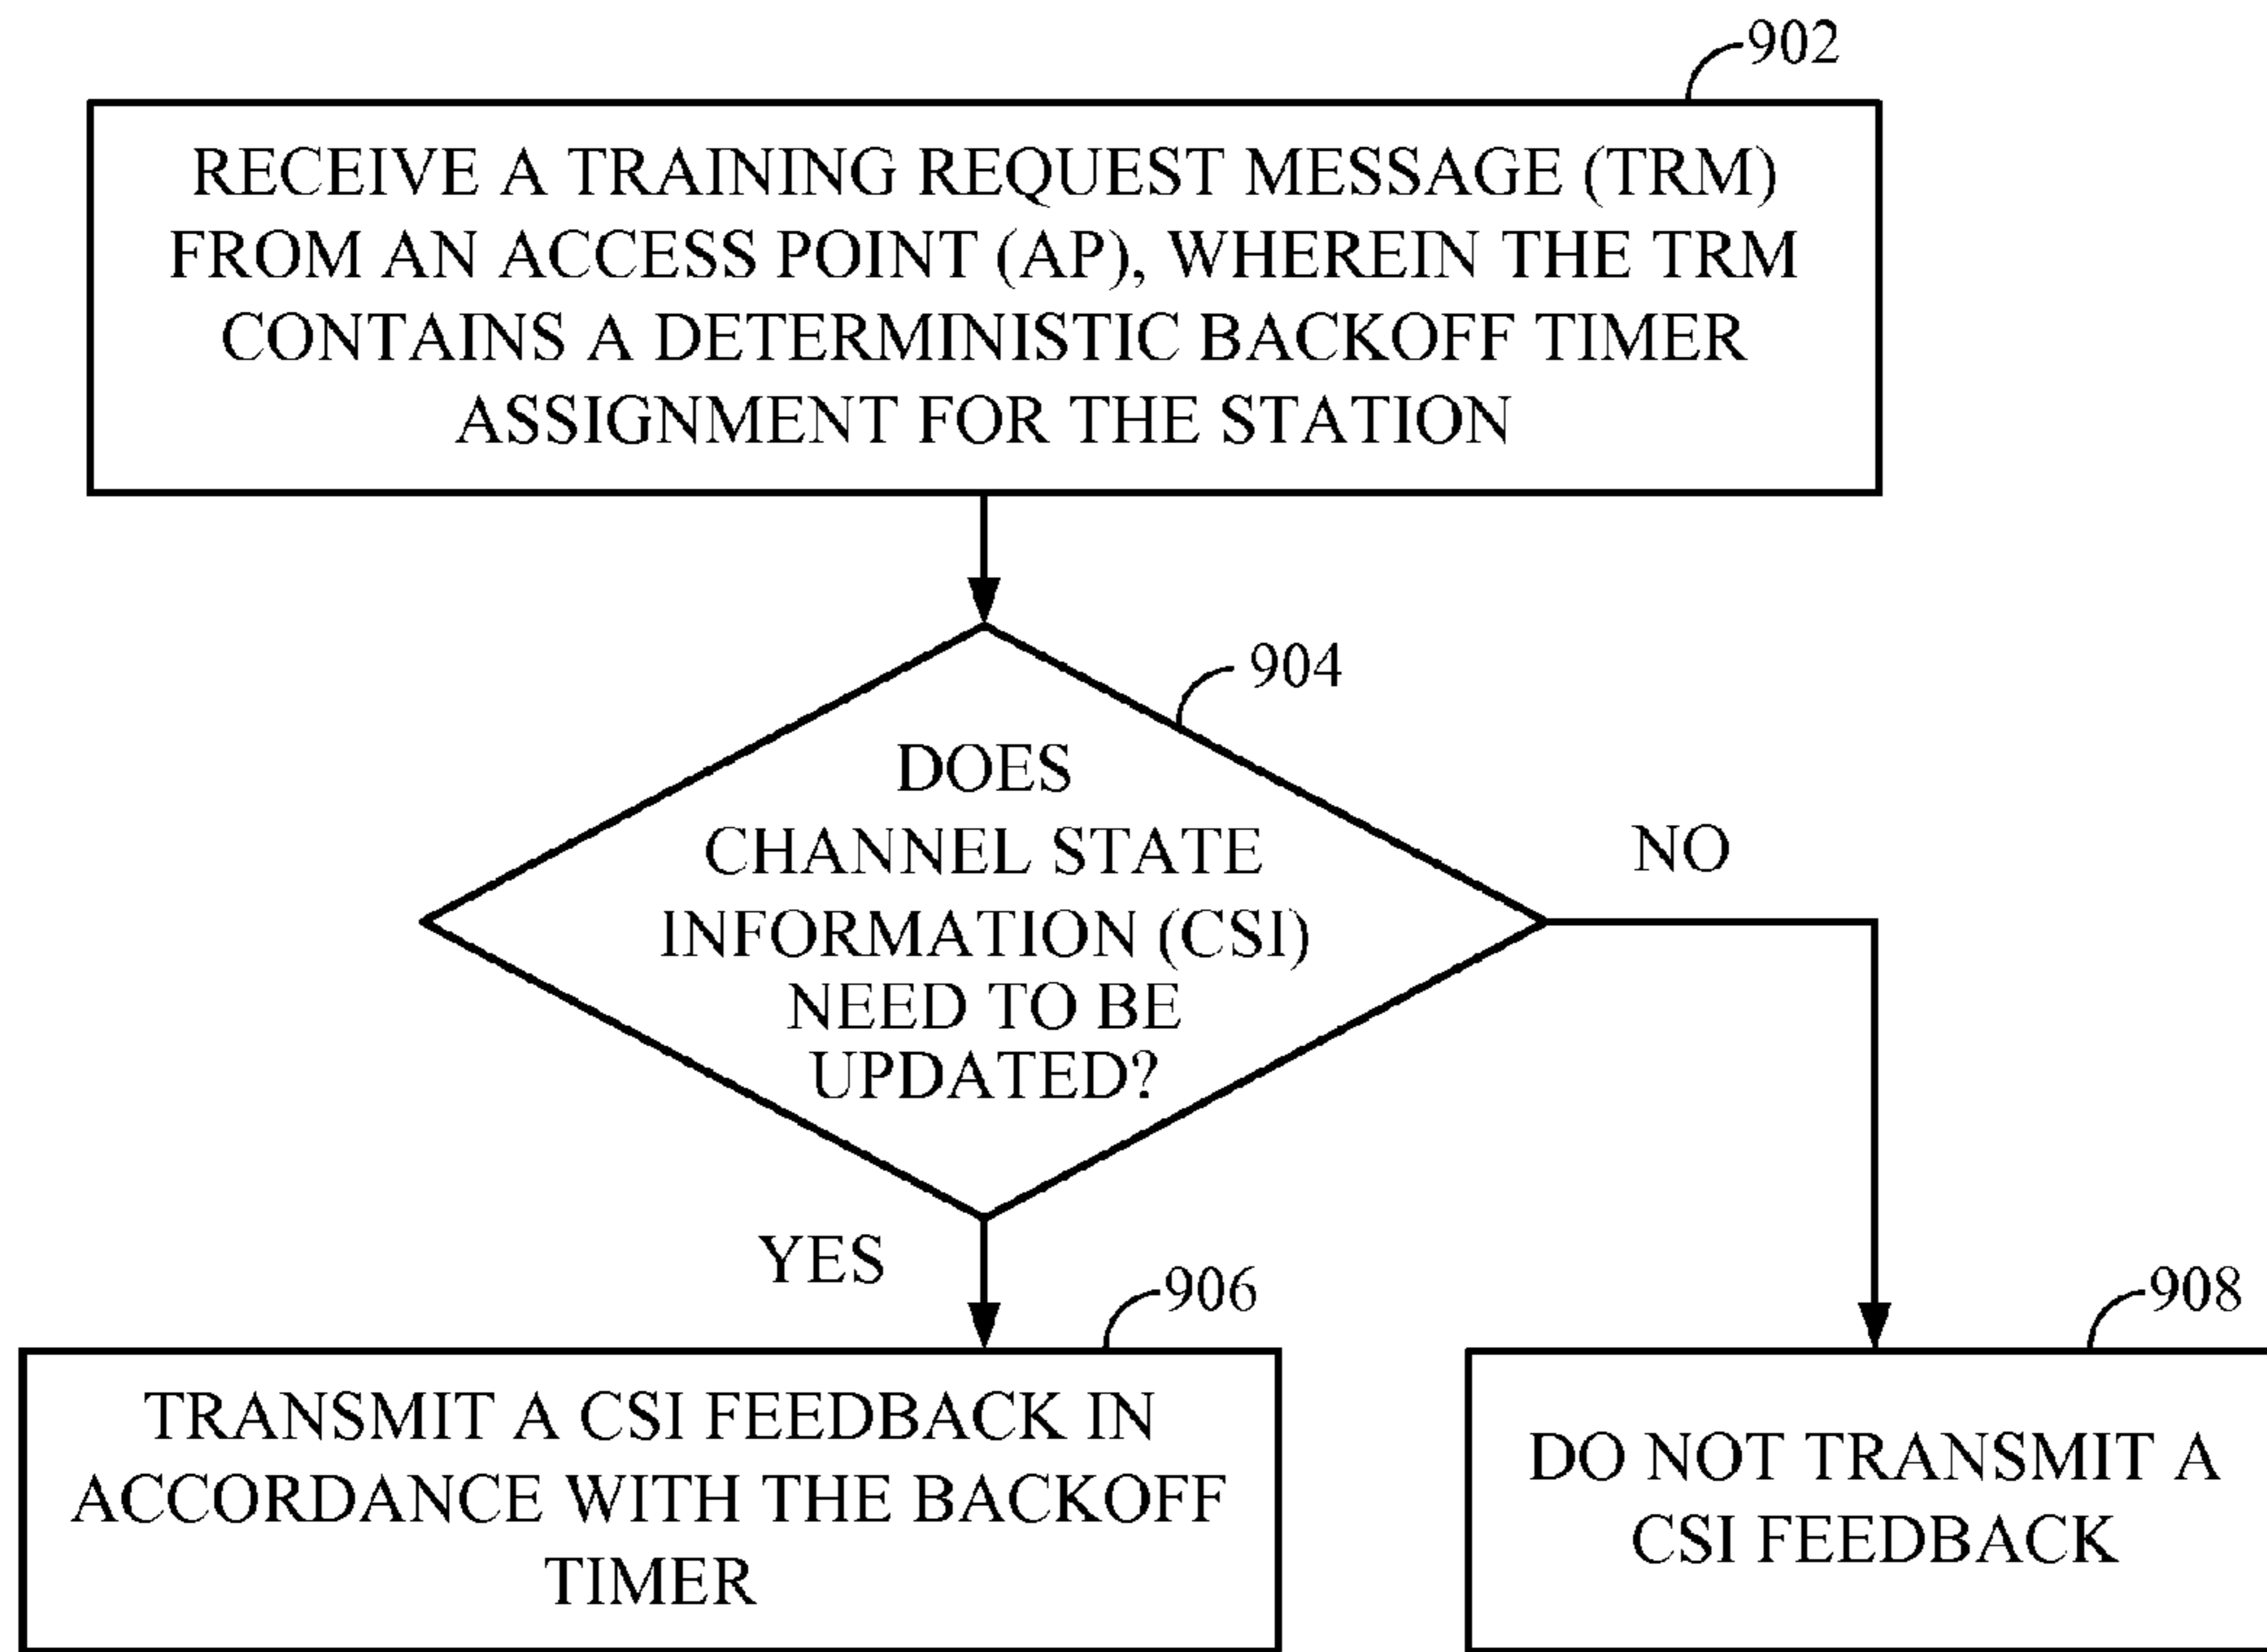 902
RECEIVE A TRAINING REQUEST MESSAGE (TRM)
FROM AN ACCESS POINT (AP), WHEREIN THE TRM
CONTAINS A DETERMINISTIC BACKOFF TIMER
ASSIGNMENT FOR THE STATION
904
DOES
CHANNEL STATE
INFORMATION (CSI)
NEED TO BE
UPDATED?
NO
YES
906
TRANSMIT A CSI FEEDBACK IN
ACCORDANCE WITH THE BACKOFF
TIMER
908
DO NOT TRANSMIT A
CSI FEEDBACK